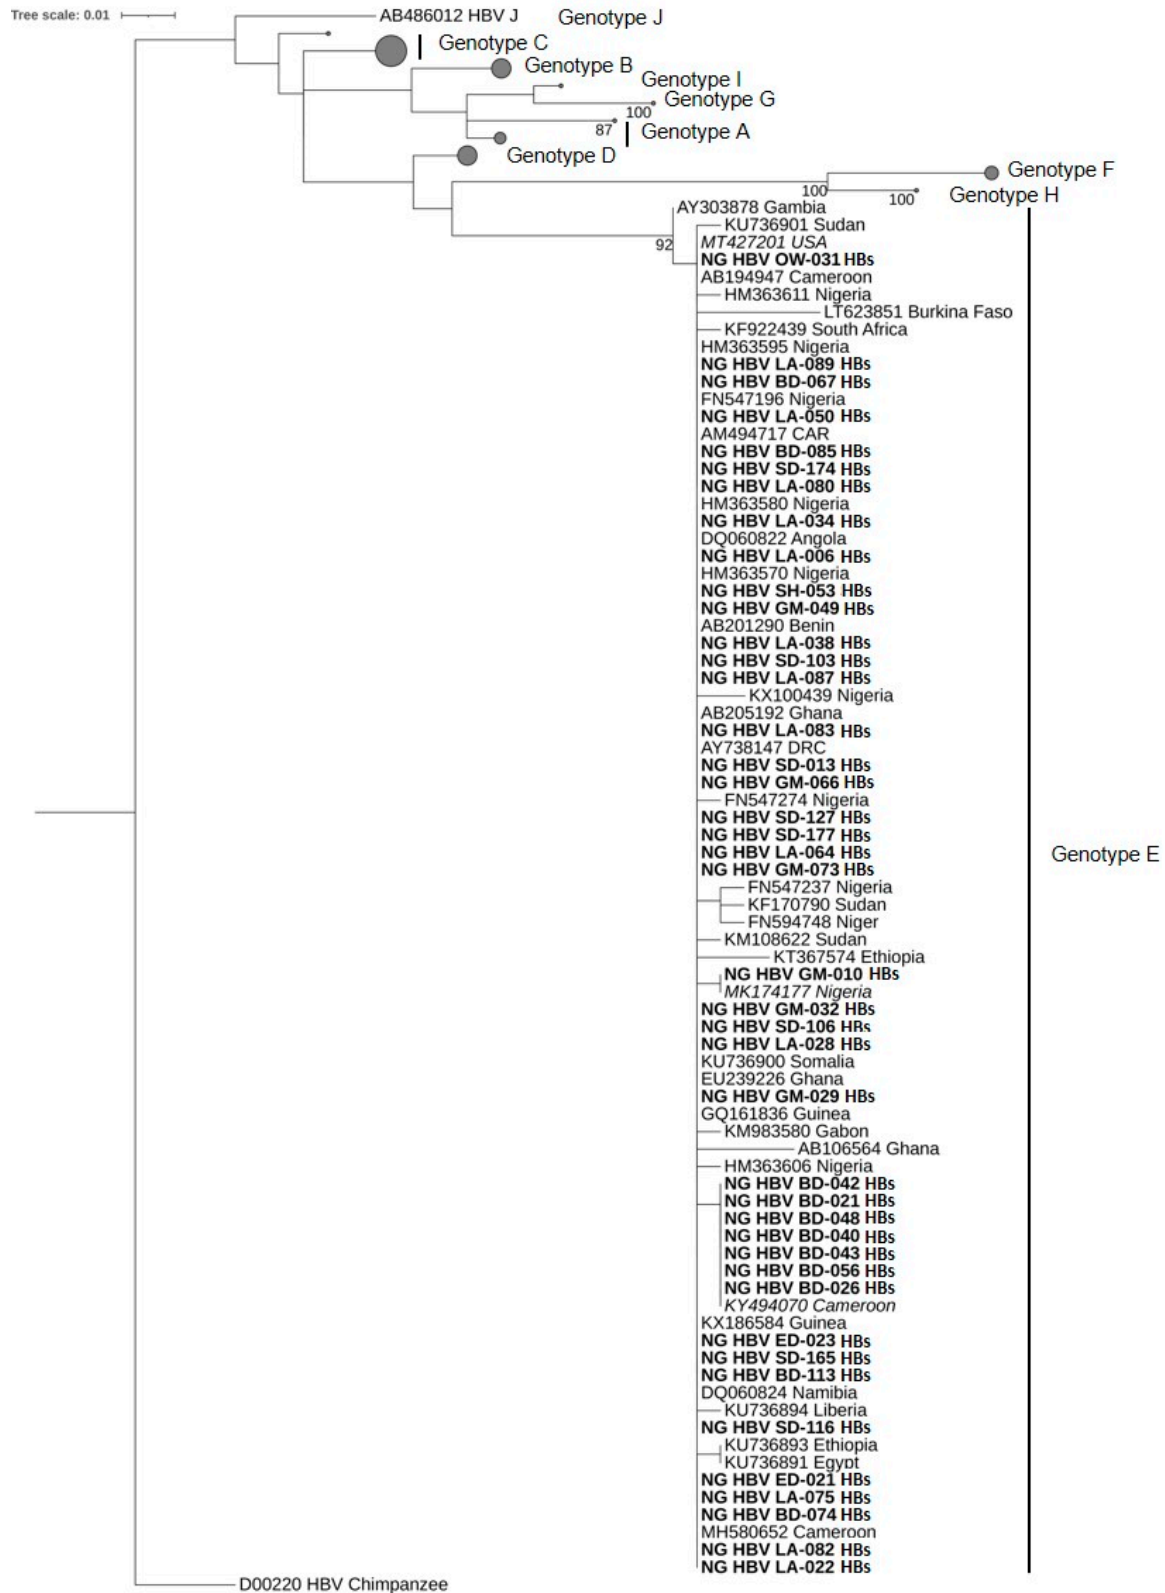 Tree scale: 0.01
AB486012 HBV J Genotype J
Genotype C
Genotype B
Genotype I
Genotype G
100
87 Genotype A
Genotype D
Genotype F
100
100 Genotype H
AY303878 Gambia
KU736901 Sudan
92
MT427201 USA
NG HBV OW-031 HBs
AB194947 Cameroon
HM363611 Nigeria
LT623851 Burkina Faso
KF922439 South Africa
HM363595 Nigeria
NG HBV LA-089 HBs
NG HBV BD-067 HBs
FN547196 Nigeria
NG HBV LA-050 HBs
AM494717 CAR
NG HBV BD-085 HBs
NG HBV SD-174 HBs
NG HBV LA-080 HBs
HM363580 Nigeria
NG HBV LA-034 HBs
DQ060822 Angola
NG HBV LA-006 HBs
HM363570 Nigeria
NG HBV SH-053 HBs
NG HBV GM-049 HBs
AB201290 Benin
NG HBV LA-038 HBs
NG HBV SD-103 HBs
NG HBV LA-087 HBs
KX100439 Nigeria
AB205192 Ghana
NG HBV LA-083 HBs
AY738147 DRC
NG HBV SD-013 HBs
NG HBV GM-066 HBs
FN547274 Nigeria
NG HBV SD-127 HBs
NG HBV SD-177 HBs
NG HBV LA-064 HBs
Genotype E
NG HBV GM-073 HBs
FN547237 Nigeria
KF170790 Sudan
FN594748 Niger
KM108622 Sudan
KT367574 Ethiopia
NG HBV GM-010 HBs
MK174177 Nigeria
NG HBV GM-032 HBs
NG HBV SD-106 HBs
NG HBV LA-028 HBs
KU736900 Somalia
EU239226 Ghana
NG HBV GM-029 HBs
GQ161836 Guinea
KM983580 Gabon
AB106564 Ghana
HM363606 Nigeria
NG HBV BD-042 HBs
NG HBV BD-021 HBs
NG HBV BD-048 HBs
NG HBV BD-040 HBs
NG HBV BD-043 HBs
NG HBV BD-056 HBs
NG HBV BD-026 HBs
KY494070 Cameroon
KX186584 Guinea
NG HBV ED-023 HBs
NG HBV SD-165 HBs
NG HBV BD-113 HBs
DQ060824 Namibia
KU736894 Liberia
NG HBV SD-116 HBs
KU736893 Ethiopia
KU736891 Egypt
NG HBV ED-021 HBs
NG HBV LA-075 HBs
NG HBV BD-074 HBs
MH580652 Cameroon
NG HBV LA-082 HBs
NG HBV LA-022 HBs
D00220 HBV Chimpanzee